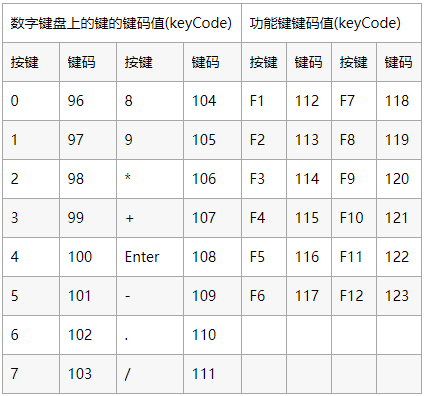 数字键盘上的键的键码值(keyCode) 功能键键码值(keyCode)
按键 键码 按键 键码 按键 键码 按键 键码
0 96 8 104 F1 112 F7 118
1 97 9 105 F2 113 F8 119
2 98 * 106 F3 114 F9 120
3 99 + 107 F4 115 F10 121
4 100 Enter 108 F5 116 F11 122
5 101 - 109 F6 117 F12 123
6 102 . 110
7 103 / 111